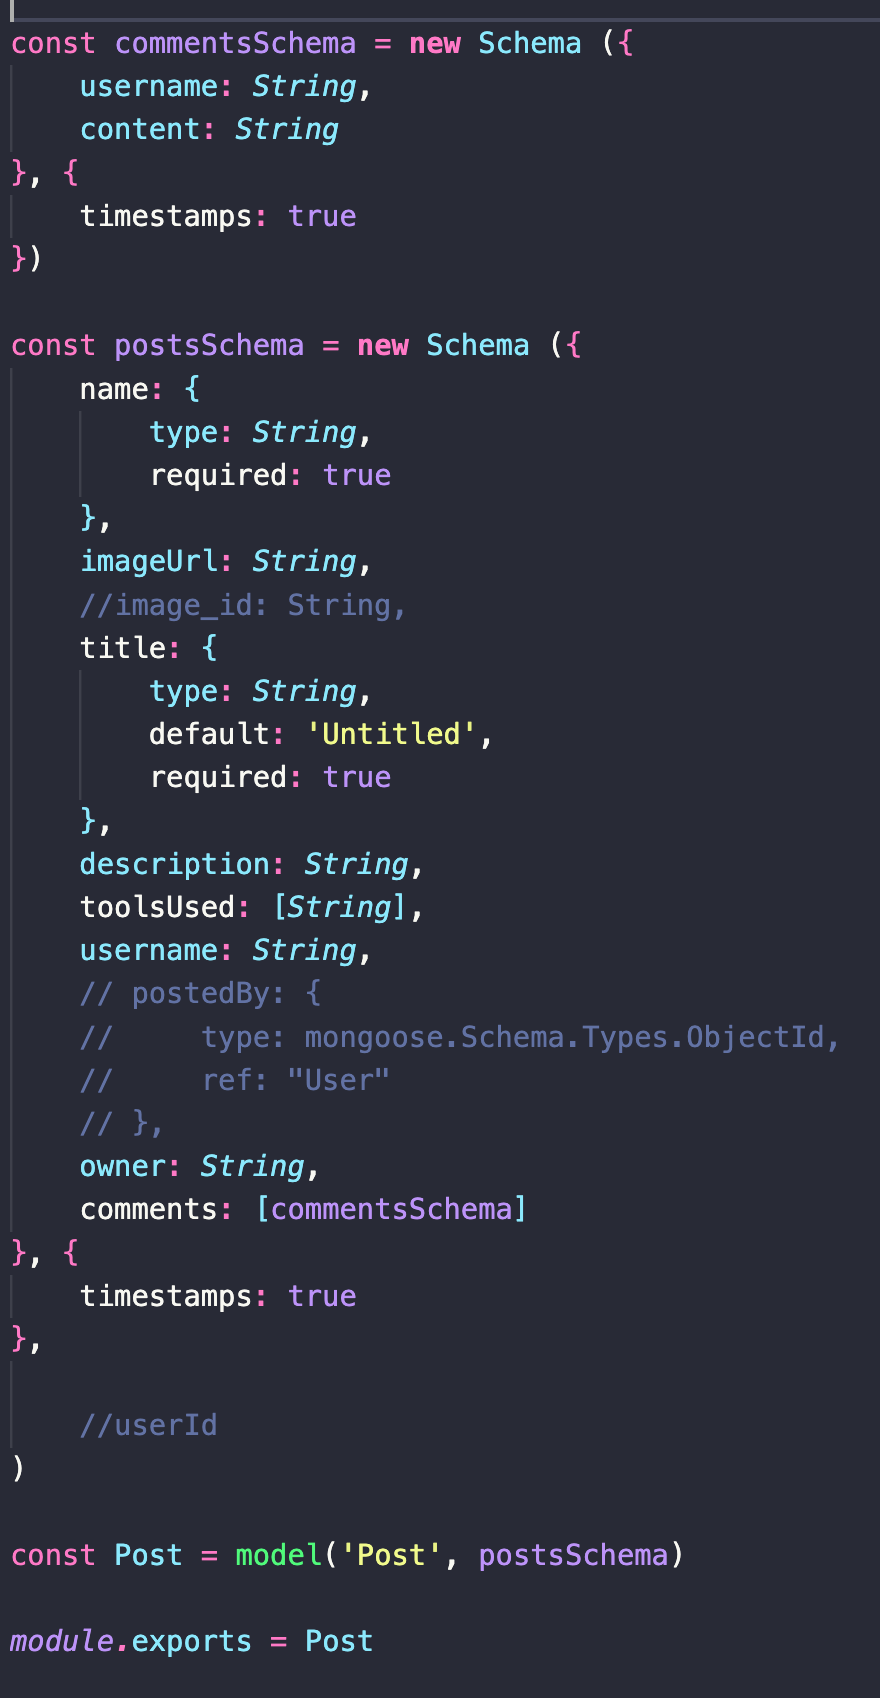 const commentsSchema = new Schema ({
    username: String,
    content: String
}, {
    timestamps: true
})

const postsSchema = new Schema ({
    name: {
        type: String,
        required: true
    },
    imageUrl: String,
    //image_id: String,
    title: {
        type: String,
        default: 'Untitled',
        required: true
    },
    description: String,
    toolsUsed: [String],
    username: String,
    // postedBy: {
    //     type: mongoose.Schema.Types.ObjectId,
    //     ref: "User"
    // },
    owner: String,
    comments: [commentsSchema]
}, {
    timestamps: true
},

    //userId
)

const Post = model('Post', postsSchema)

module.exports = Post